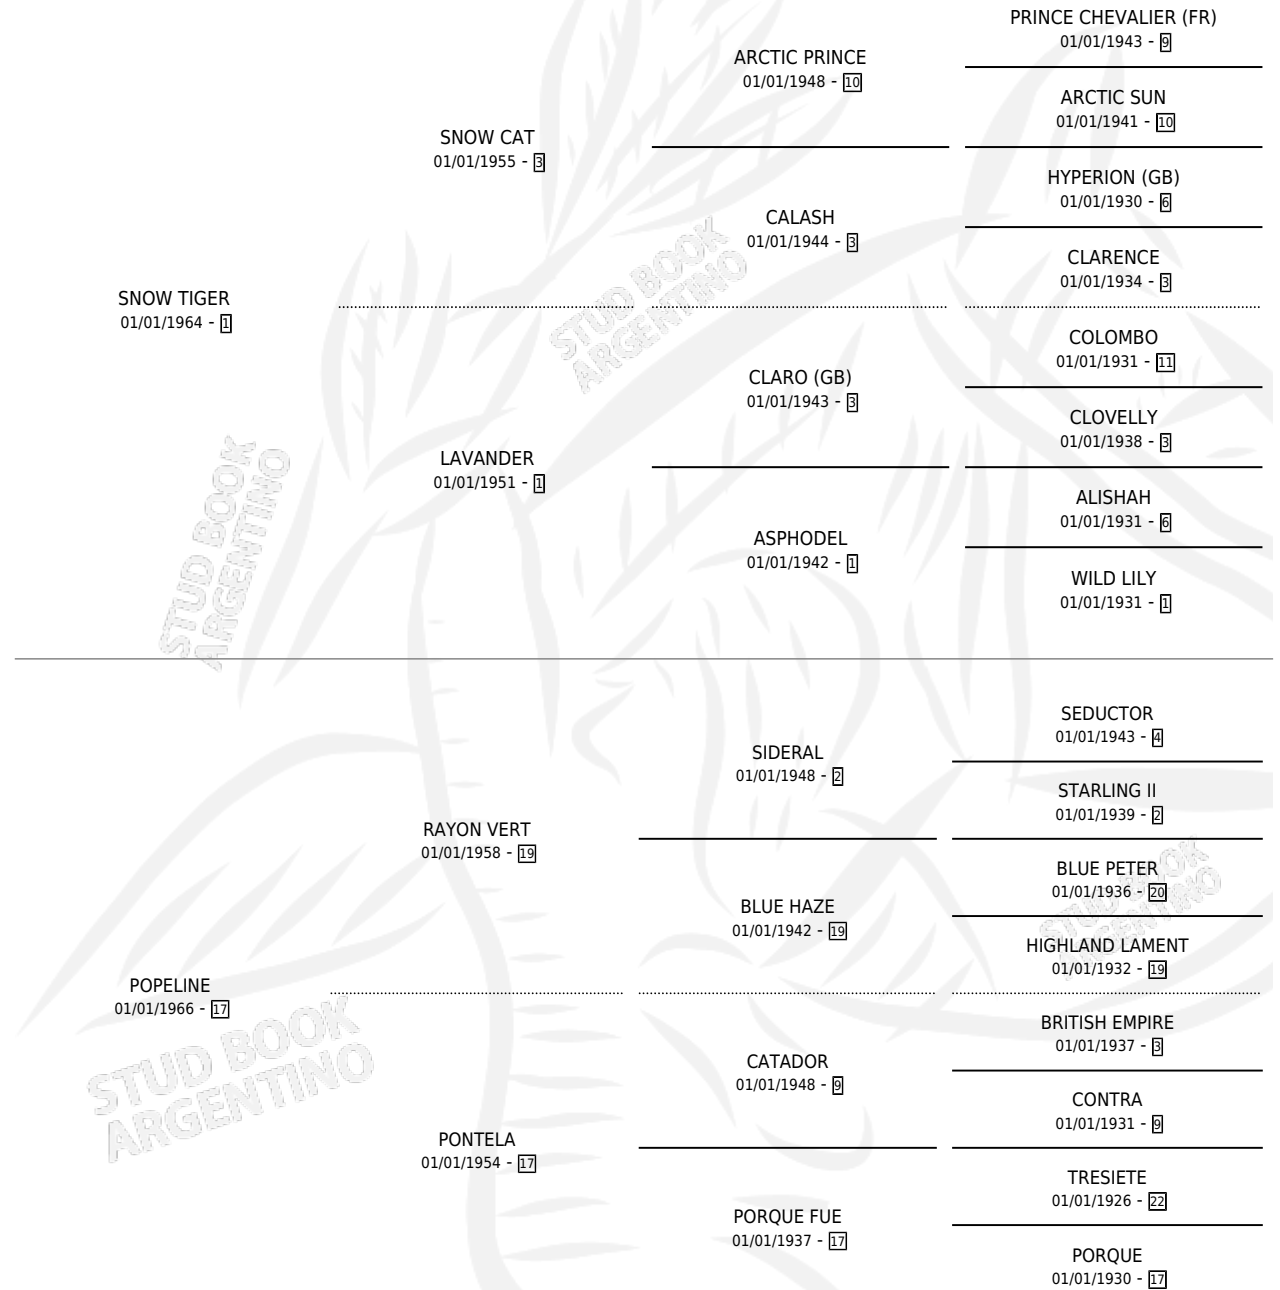 PRINCE CHEVALIER (FR)
01/01/1943 - 9
ARCTIC PRINCE
01/01/1948 - 10
ARCTIC SUN
01/01/1941 - 10
SNOW CAT
01/01/1955 - 3
HYPERION (GB)
01/01/1930 - 6
CALASH
01/01/1944 - 3
CLARENCE
01/01/1934 - 3
SNOW TIGER
01/01/1964 - 1
COLOMBO
01/01/1931 - 11
CLARO (GB)
01/01/1943 - 3
CLOVELLY
01/01/1938 - 3
LAVANDER
01/01/1951 - 1
ALISHAH
01/01/1931 - 6
ASPHODEL
01/01/1942 - 1
WILD LILY
01/01/1931 - 1
SEDUCTOR
01/01/1943 - 4
SIDERAL
01/01/1948 - 2
STARLING II
01/01/1939 - 2
RAYON VERT
01/01/1958 - 19
BLUE PETER
01/01/1936 - 20
BLUE HAZE
01/01/1942 - 19
HIGHLAND LAMENT
01/01/1932 - 19
POPELINE
01/01/1966 - 17
BRITISH EMPIRE
01/01/1937 - 3
CATADOR
01/01/1948 - 9
CONTRA
01/01/1931 - 9
PONTELA
01/01/1954 - 17
TRESIETE
01/01/1926 - 22
PORQUE FUE
01/01/1937 - 17
PORQUE
01/01/1930 - 17
STUD BOOK
ARGENTINO
STUD BOOK
ARGENTINO
STUD BOOK
ARGENTINO
STUD BOOK
ARGENTINO